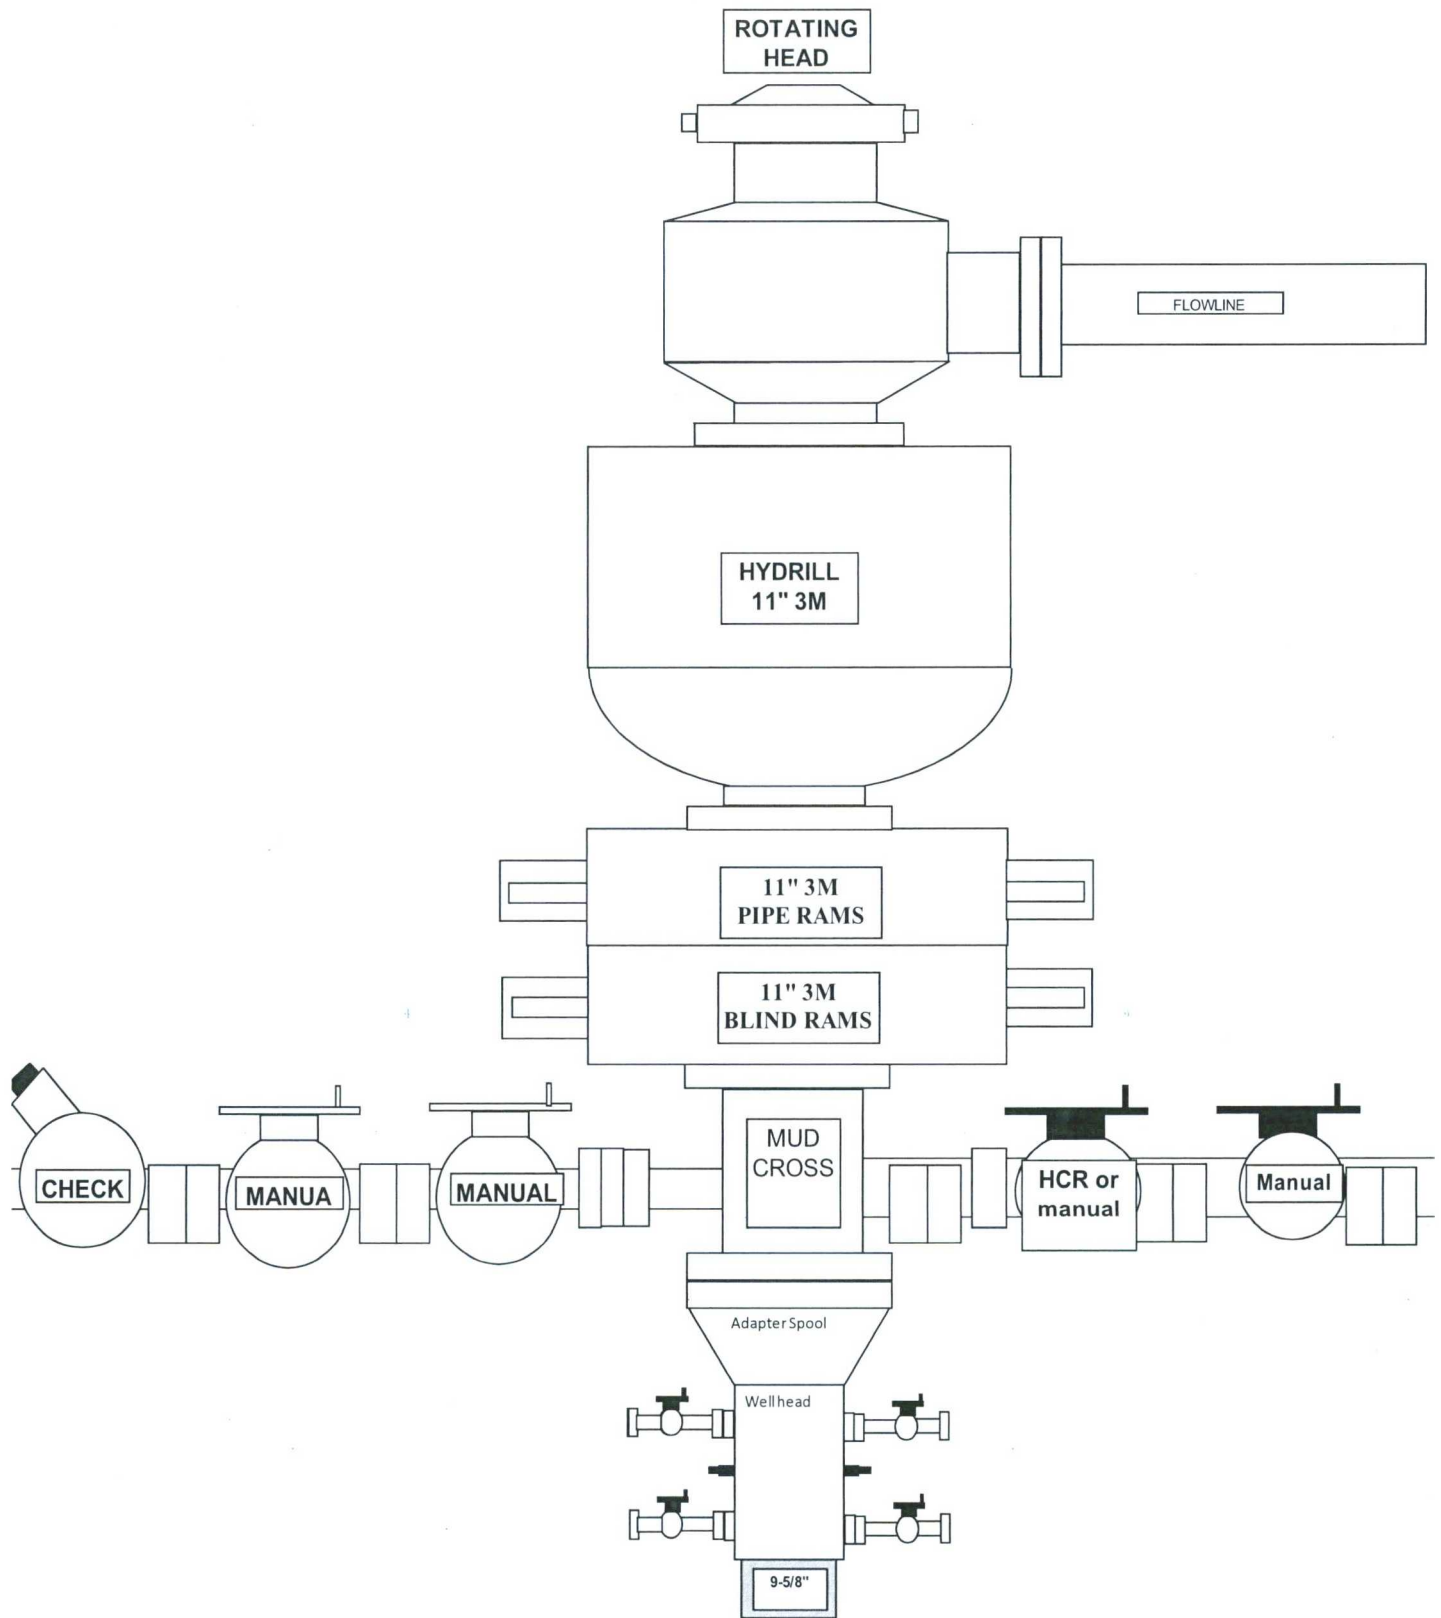 ROTATING
HEAD
FLOWLINE
HYDRILL
11" 3M
11" 3M
PIPE RAMS
11" 3M
BLIND RAMS
MUD
CROSS
CHECK
MANUA
MANUAL
HCR or
manual
Manual
Adapter Spool
Wellhead
9-5/8"